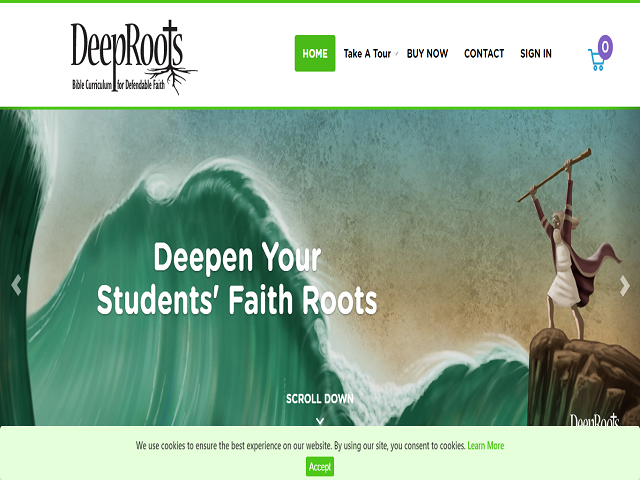 DeepRoots
Bible Curriculum for Defendable Faith
HOME Take A Tour BUY NOW CONTACT SIGN IN 0
Deepen Your
Students' Faith Roots
SCROLL DOWN
DeepRoots
We use cookies to ensure the best experience on our website. By using our site, you consent to cookies. Learn More
Accept